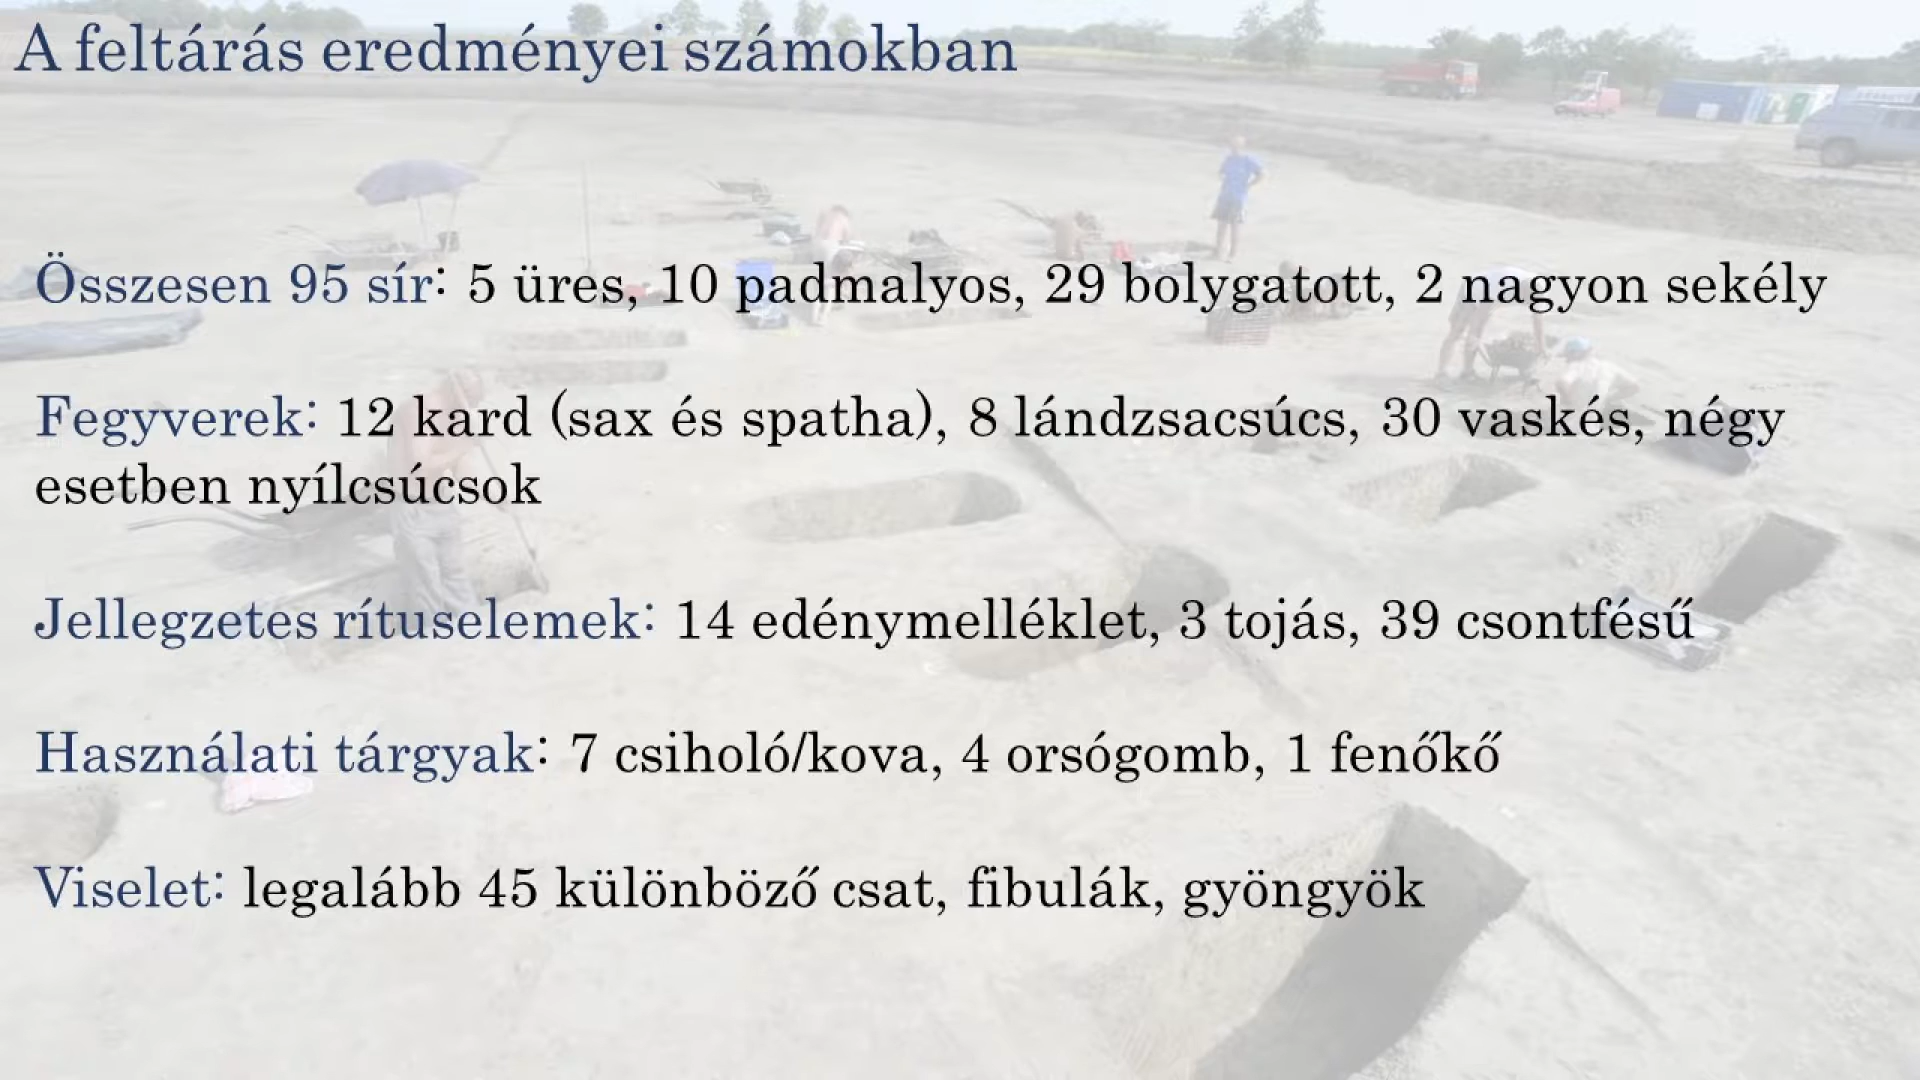 A feltárás eredményei számokban
Összesen 95 sír: 5 üres, 10 padmalyos, 29 bolygatott, 2 nagyon sekély
Fegyverek: 12 kard (sax és spatha), 8 lándzsacsúcs, 30 vaskés, négy
esetben nyílcsúcsok
Jellegzetes rítuselemek: 14 edénymelléklet, 3 tojás, 39 csontfésű
Használati tárgyak: 7 csiholó/kova, 4 orsógomb, 1 fenőkő
Viselet: legalább 45 különböző csat, fibulák, gyöngyök